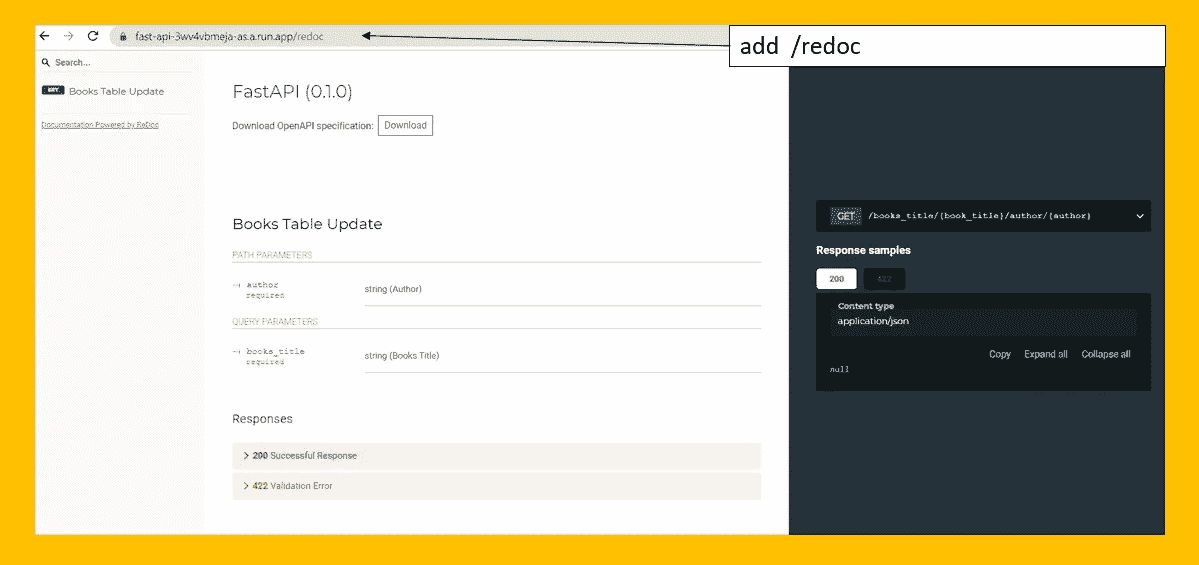 fast-api-3wv4vbmeja-as.a.run.app/redoc
add /redoc
Search...
GET Books Table Update
Documentation Powered by ReDoc
FastAPI (0.1.0)
Download OpenAPI specification: Download
Books Table Update
PATH PARAMETERS
author
required
string (Author)
QUERY PARAMETERS
books_title
required
string (Books Title)
Responses
200 Successful Response
422 Validation Error
GET /books_title/{book_title}/author/{author}
Response samples
200 422
Content type
application/json
Copy Expand all Collapse all
null